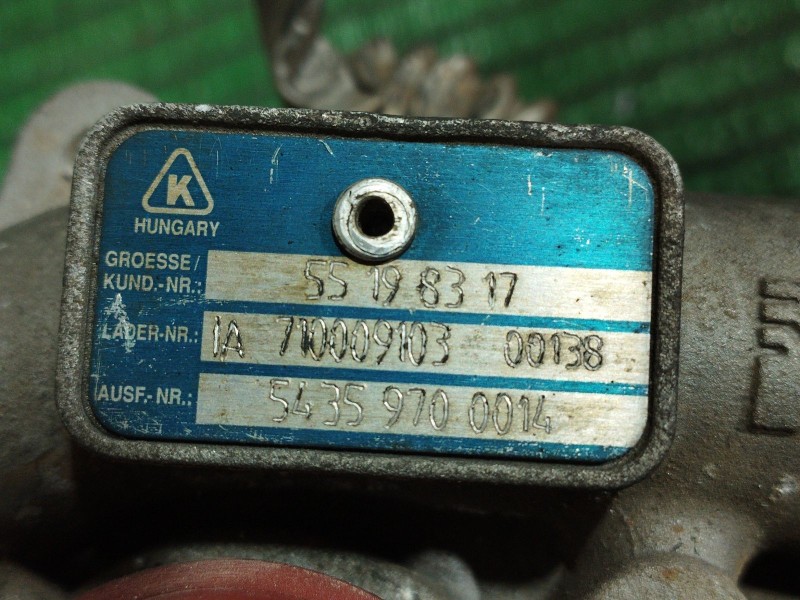 K
HUNGARY
GROESSE/
KUND.-NR.: 55 19 83 17
LADER-NR.: IA 710009103 00138
AUSF.-NR.: 5435 970 0014